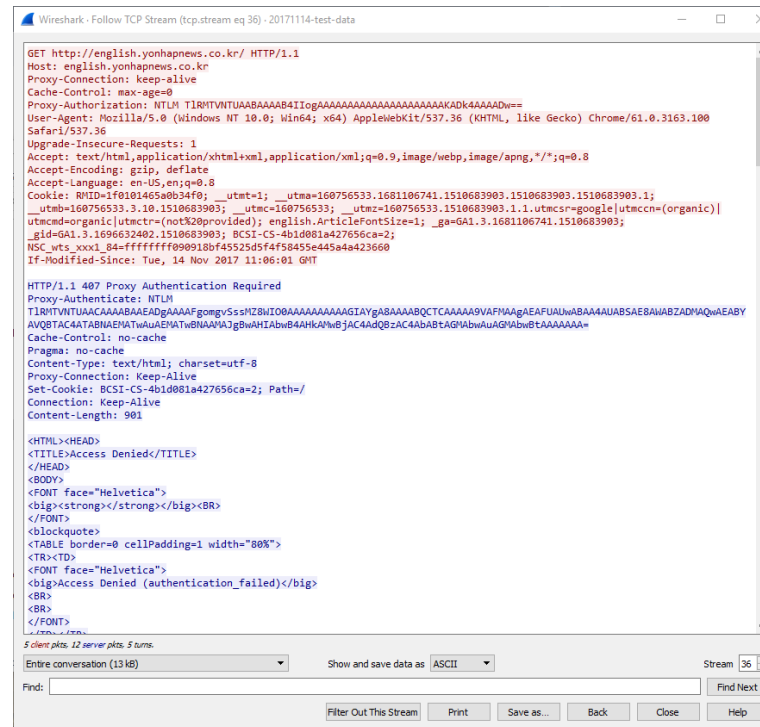 Wireshark · Follow TCP Stream (tcp.stream eq 36) · 20171114-test-data
GET http://english.yonhapnews.co.kr/ HTTP/1.1
Host: english.yonhapnews.co.kr
Proxy-Connection: keep-alive
Cache-Control: max-age=0
Proxy-Authorization: NTLM TlRMTVNTUAABAAAAB4IIogAAAAAAAAAAAAAAAAAAAAAKADk4AAAADw==
User-Agent: Mozilla/5.0 (Windows NT 10.0; Win64; x64) AppleWebKit/537.36 (KHTML, like Gecko) Chrome/61.0.3163.100
Safari/537.36
Upgrade-Insecure-Requests: 1
Accept: text/html,application/xhtml+xml,application/xml;q=0.9,image/webp,image/apng,*/*;q=0.8
Accept-Encoding: gzip, deflate
Accept-Language: en-US,en;q=0.8
Cookie: RMID=1f0101465a0b34f0; __utmt=1; __utma=160756533.1681106741.1510683903.1510683903.1510683903.1;
__utmb=160756533.3.10.1510683903; __utmc=160756533; __utmz=160756533.1510683903.1.1.utmcsr=google|utmccn=(organic)|
utmcmd=organic|utmctr=(not%20provided); english.ArticleFontSize=1; _ga=GA1.3.1681106741.1510683903;
_gid=GA1.3.1696632402.1510683903; BCSI-CS-4b1d081a427656ca=2;
NSC_wts_xxx1_84=ffffffff090918bf45525d5f4f58455e445a4a423660
If-Modified-Since: Tue, 14 Nov 2017 11:06:01 GMT
HTTP/1.1 407 Proxy Authentication Required
Proxy-Authenticate: NTLM
Cache-Control: no-cache
Pragma: no-cache
Content-Type: text/html; charset=utf-8
Proxy-Connection: Keep-Alive
Set-Cookie: BCSI-CS-4b1d081a427656ca=2; Path=/
Connection: Keep-Alive
Content-Length: 901
<HTML><HEAD>
<TITLE>Access Denied</TITLE>
</HEAD>
<BODY>
<FONT face="Helvetica">
<big><strong></strong></big><BR>
</FONT>
<blockquote>
<TABLE border=0 cellPadding=1 width="80%">
<TR><TD>
<FONT face="Helvetica">
<big>Access Denied (authentication_failed)</big>
<BR>
<BR>
</FONT>
</TD></TR>
5 client pkts, 12 server pkts, 5 turns.
Entire conversation (13 kB) Show and save data as ASCII Stream 36
Find: Find Next
Filter Out This Stream Print Save as... Back Close Help